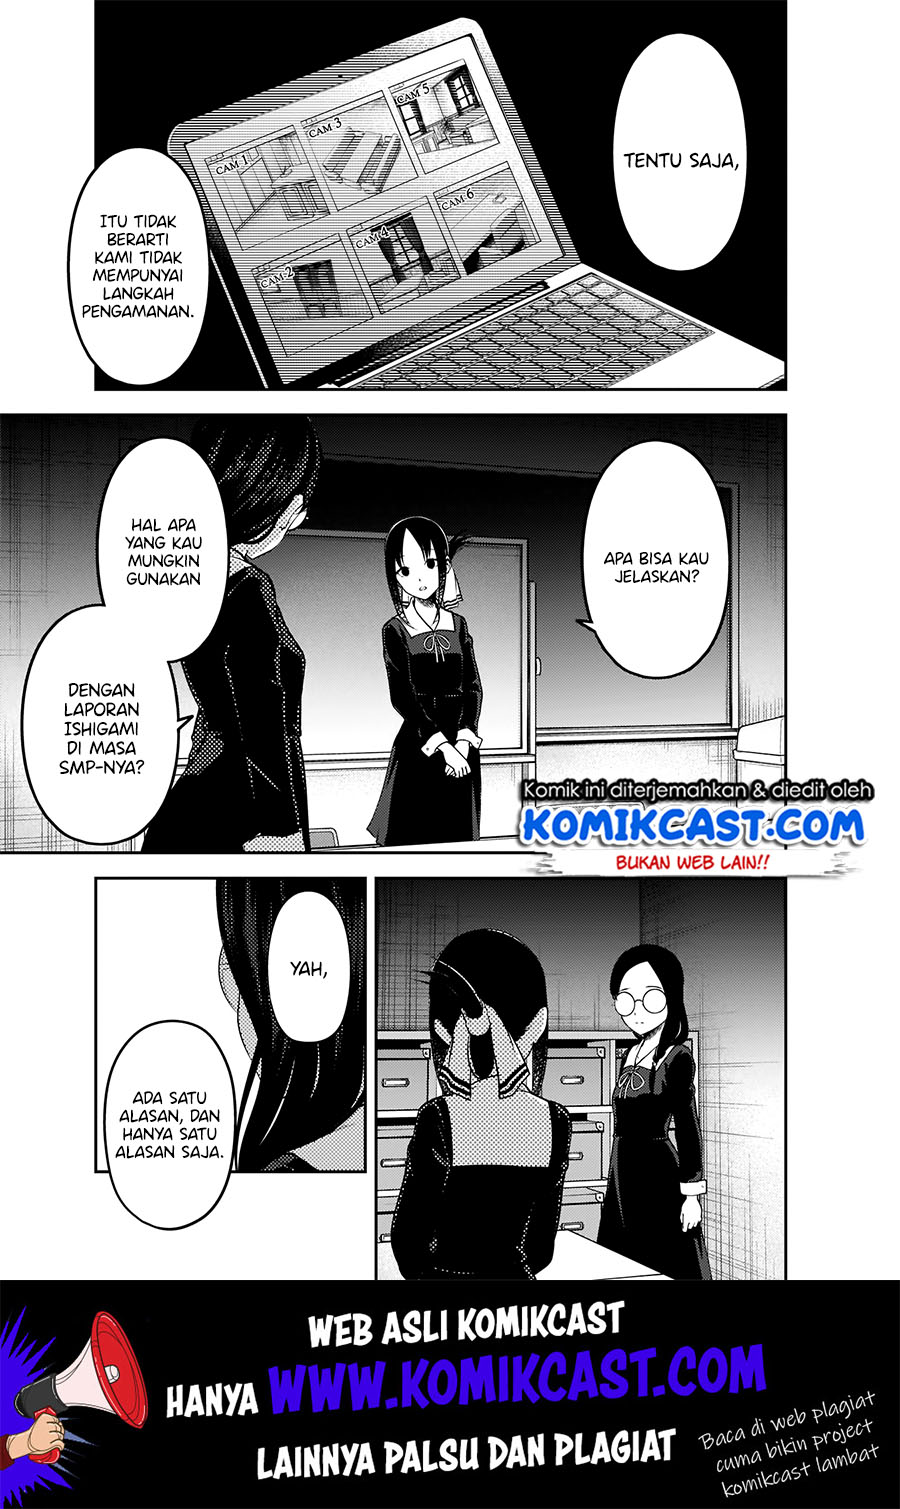 TENTU SAJA,
ITU TIDAK
BERARTI
KAMI TIDAK
MEMPUNYAI
LANGKAH
PENGAMANAN.
CAM 5
CAM 3
CAM 1
CAM 6
CAM 4
CAM 2
APA BISA KAU
JELASKAN?
HAL APA
YANG KAU
MUNGKIN
GUNAKAN
DENGAN
LAPORAN
ISHIGAMI
DI MASA
SMP-NYA?
Komik ini diterjemahkan & diedit oleh
KOMIKCAST.COM
BUKAN WEB LAIN!!
YAH,
ADA SATU
ALASAN, DAN
HANYA SATU
ALASAN SAJA.
WEB ASLI KOMIKCAST
HANYA WWW.KOMIKCAST.COM
LAINNYA PALSU DAN PLAGIAT
Baca di web plagiat
cuma bikin project
komikcast lambat